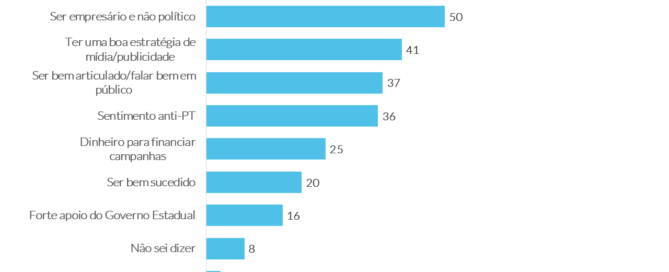 Ser empresário e não político 50
Ter uma boa estratégia de
mídia/publicidade 41
Ser bem articulado/falar bem em
público 37
Sentimento anti-PT 36
Dinheiro para financiar
campanhas 25
Ser bem sucedido 20
Forte apoio do Governo Estadual 16
Não sei dizer 8